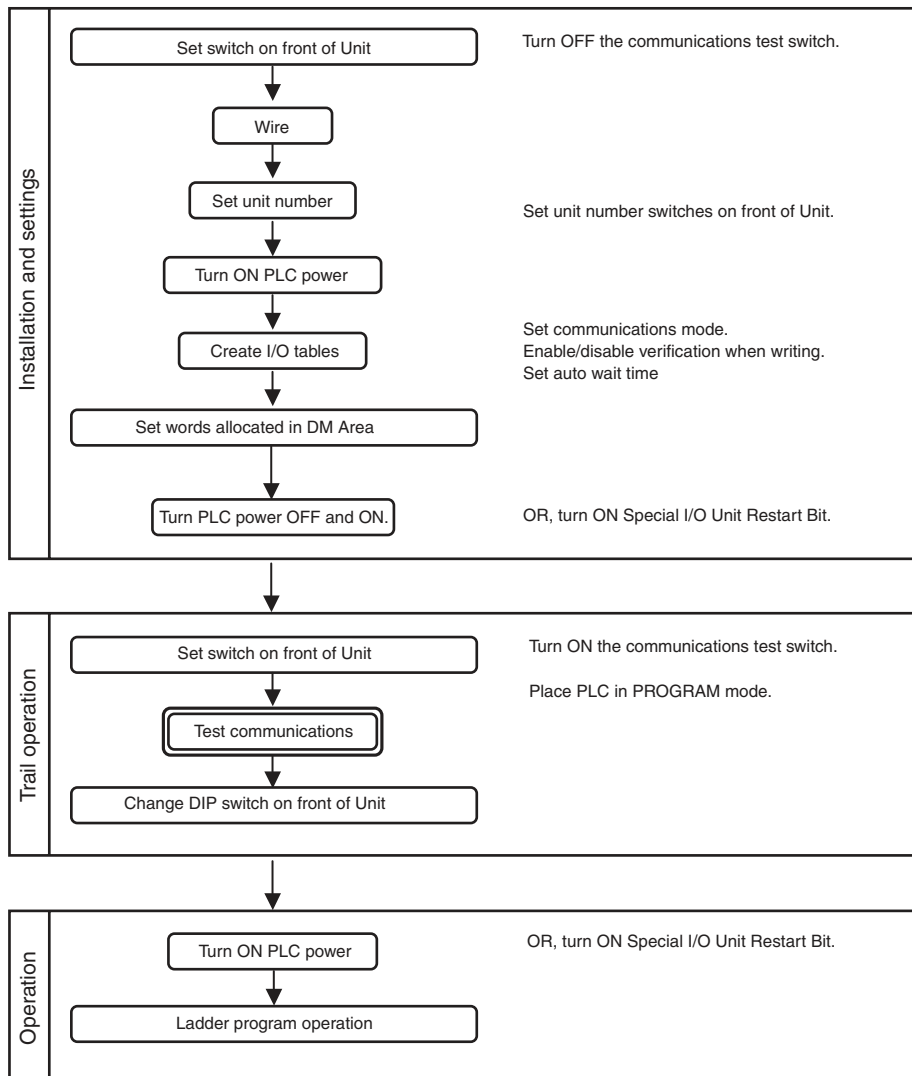 Installation and settings
Set switch on front of Unit
Turn OFF the communications test switch.
Wire
Set unit number
Set unit number switches on front of Unit.
Turn ON PLC power
Create I/O tables
Set communications mode.
Enable/disable verification when writing.
Set auto wait time
Set words allocated in DM Area
Turn PLC power OFF and ON.
OR, turn ON Special I/O Unit Restart Bit.
Trail operation
Set switch on front of Unit
Turn ON the communications test switch.
Place PLC in PROGRAM mode.
Test communications
Change DIP switch on front of Unit
Operation
Turn ON PLC power
OR, turn ON Special I/O Unit Restart Bit.
Ladder program operation